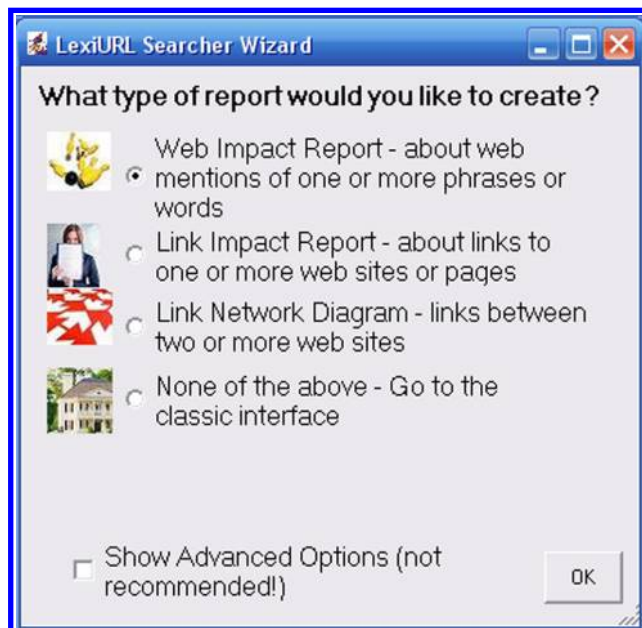 LexiURL Searcher Wizard
What type of report would you like to create?
Web Impact Report - about web
mentions of one or more phrases or
words
Link Impact Report - about links to
one or more web sites or pages
Link Network Diagram - links between
two or more web sites
None of the above - Go to the
classic interface
Show Advanced Options (not
recommended!)
OK